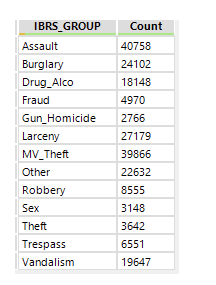 IBRS_GROUP Count
Assault 40758
Burglary 24102
Drug_Alco 18148
Fraud 4970
Gun_Homicide 2766
Larceny 27179
MV_Theft 39866
Other 22632
Robbery 8555
Sex 3148
Theft 3642
Trespass 6551
Vandalism 19647